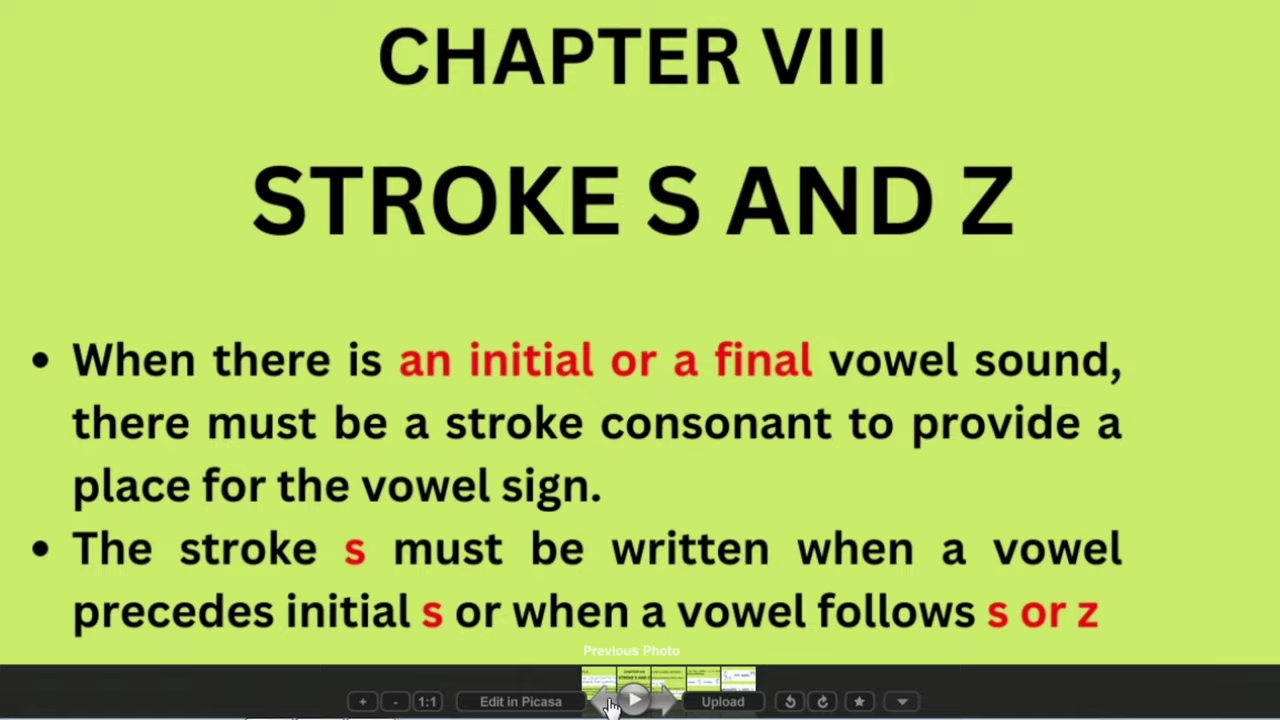 CHAPTER VIII
STROKE S AND Z
• When there is an initial or a final vowel sound,
there must be a stroke consonant to provide a
place for the vowel sign.
• The stroke s must be written when a vowel
precedes initial s or when a vowel follows s or z
Previous Photo
+ - 1:1 Edit in Picasa Upload